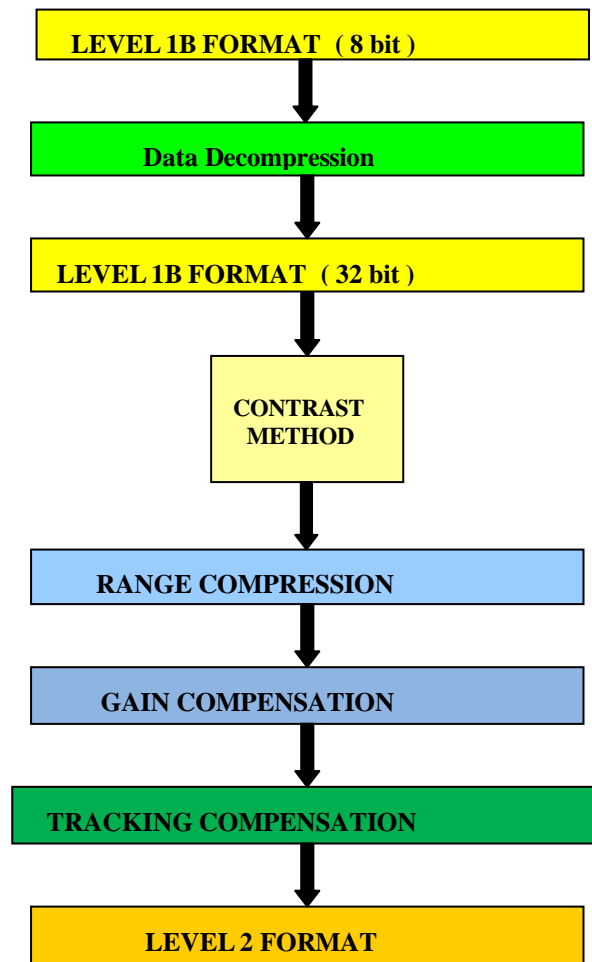 LEVEL 1B FORMAT ( 8 bit )
Data Decompression
LEVEL 1B FORMAT ( 32 bit )
CONTRAST
METHOD
RANGE COMPRESSION
GAIN COMPENSATION
TRACKING COMPENSATION
LEVEL 2 FORMAT